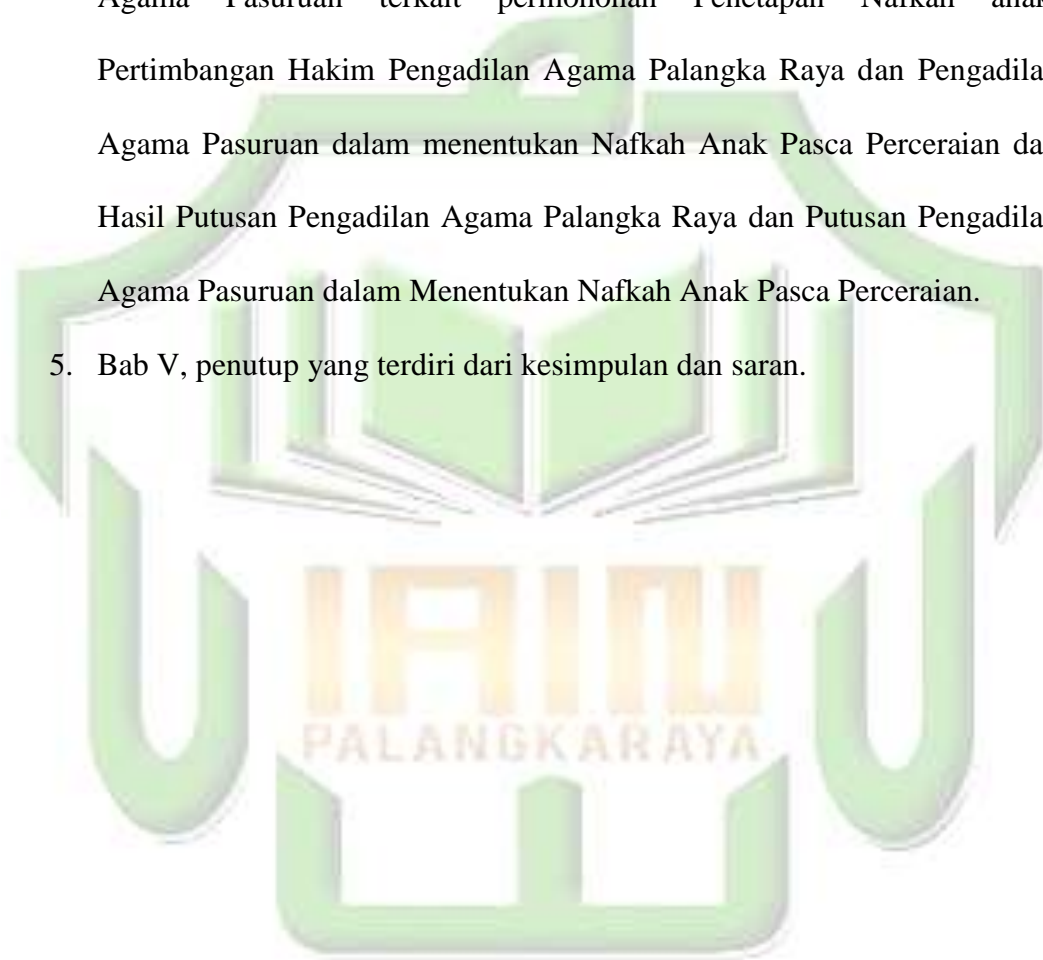 Agama Pasuruan terkait permohonan Penetapan Nafkah anak
Pertimbangan Hakim Pengadilan Agama Palangka Raya dan Pengadila
Agama Pasuruan dalam menentukan Nafkah Anak Pasca Perceraian da
Hasil Putusan Pengadilan Agama Palangka Raya dan Putusan Pengadila
Agama Pasuruan dalam Menentukan Nafkah Anak Pasca Perceraian.
5. Bab V, penutup yang terdiri dari kesimpulan dan saran.
IAIN
PALANGKARAYA